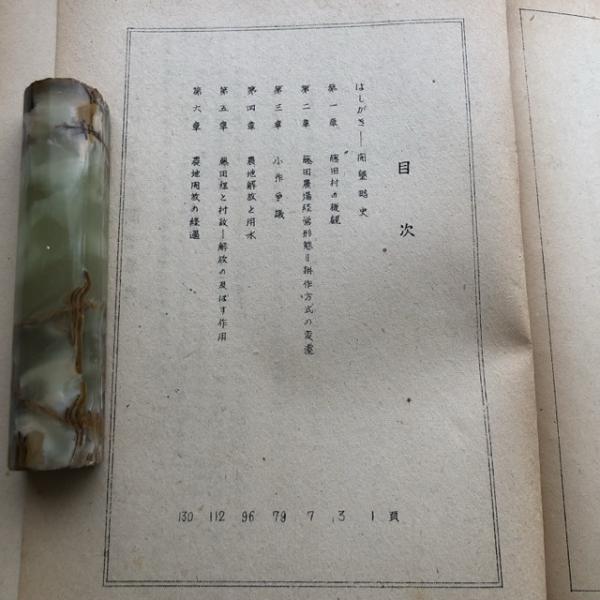 目次
はしがき——開墾略史
第一章 藤田村の概観
第二章 藤田農場経営形態と耕作方式の変遷
第三章 小作争議
第四章 農地解放と用水
第五章 藤田組と村政—解放の及ぼす作用
第六章 農地開放の経過
頁 1 3 7 79 96 112 130